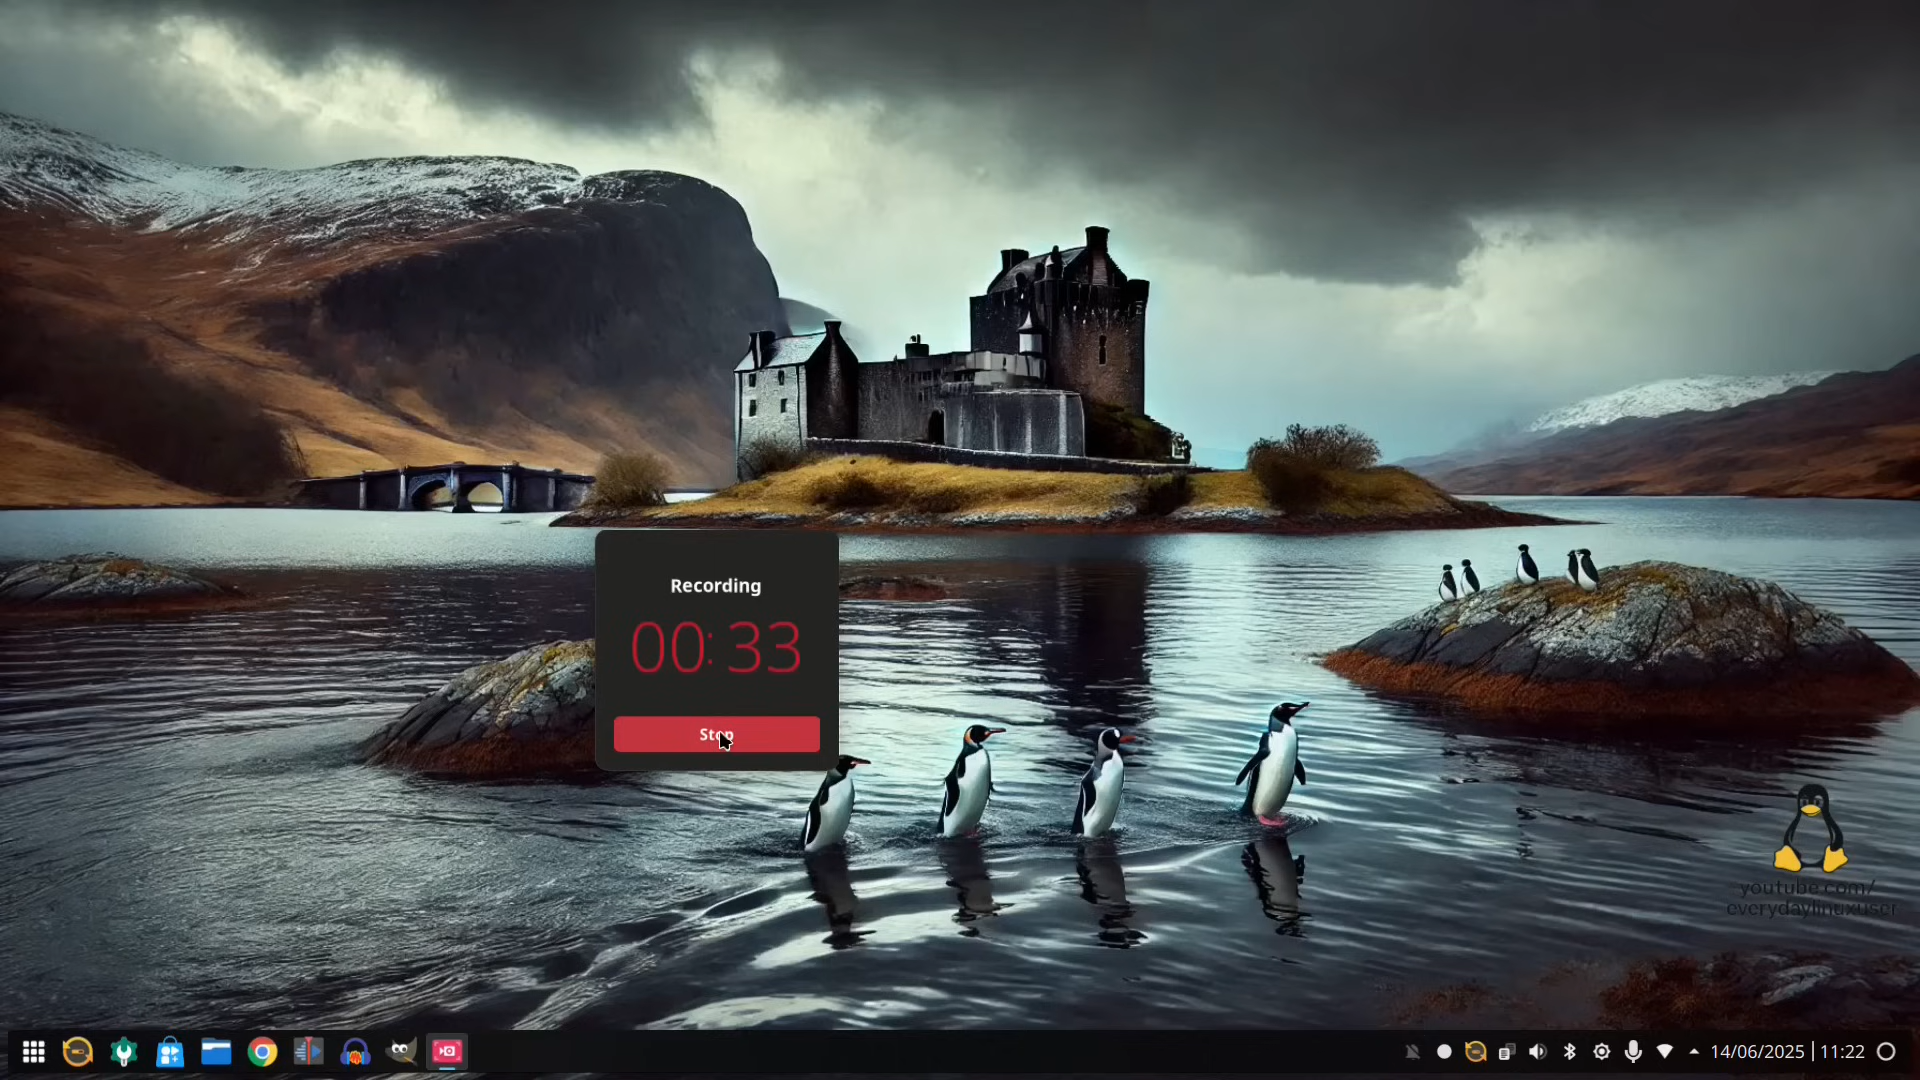 Recording
00:33
Stop
youtube.com/
everydaylinuxuser
14/06/2025 | 11:22